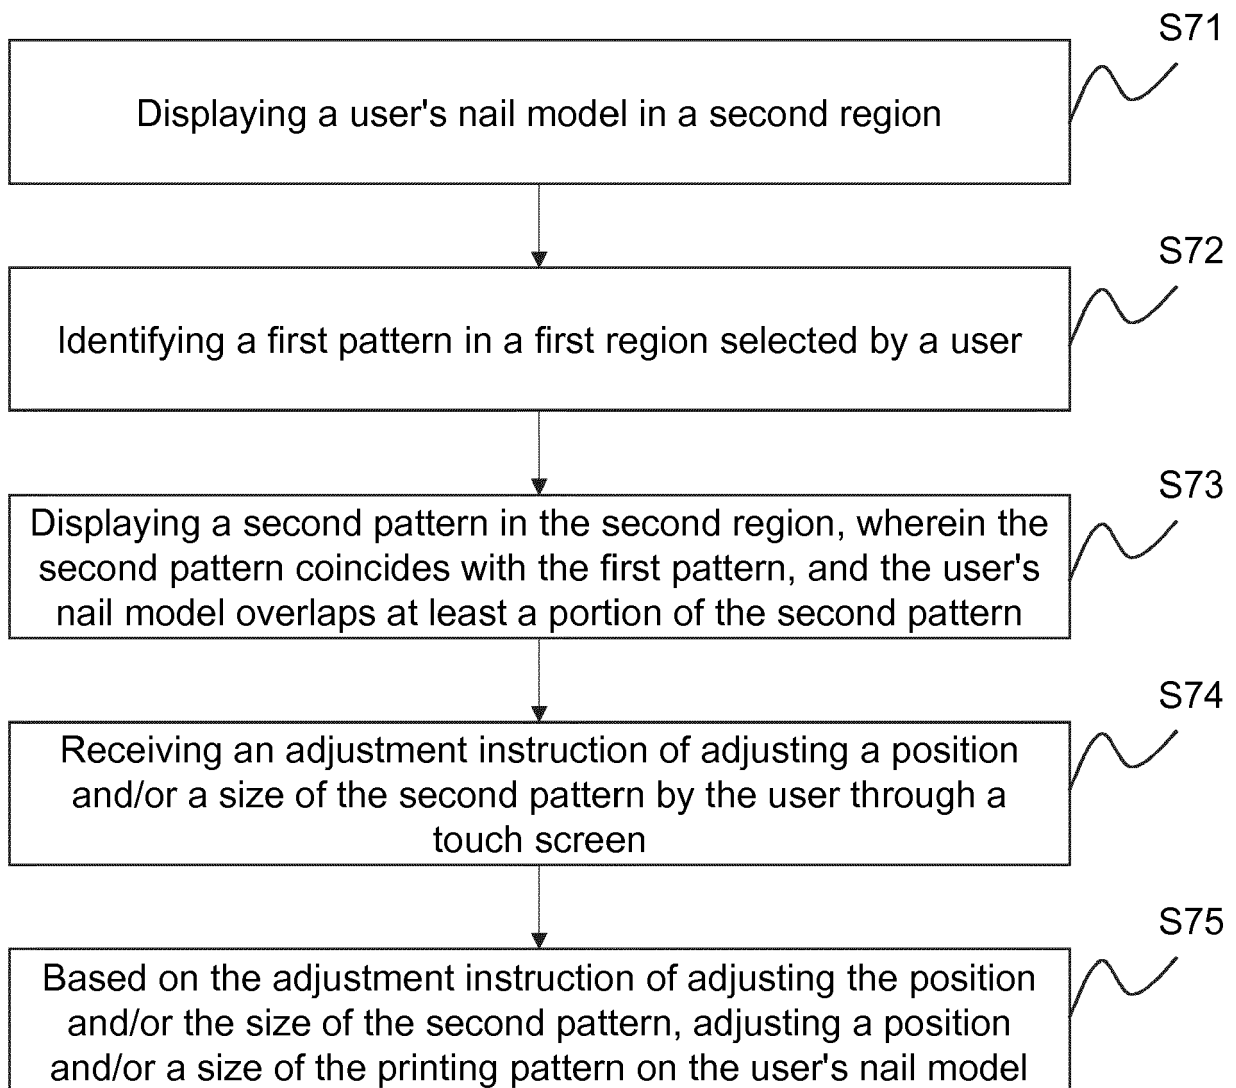 S71
Displaying a user's nail model in a second region
S72
Identifying a first pattern in a first region selected by a user
S73
Displaying a second pattern in the second region, wherein the
second pattern coincides with the first pattern, and the user's
nail model overlaps at least a portion of the second pattern
S74
Receiving an adjustment instruction of adjusting a position
and/or a size of the second pattern by the user through a
touch screen
S75
Based on the adjustment instruction of adjusting the position
and/or the size of the second pattern, adjusting a position
and/or a size of the printing pattern on the user's nail model